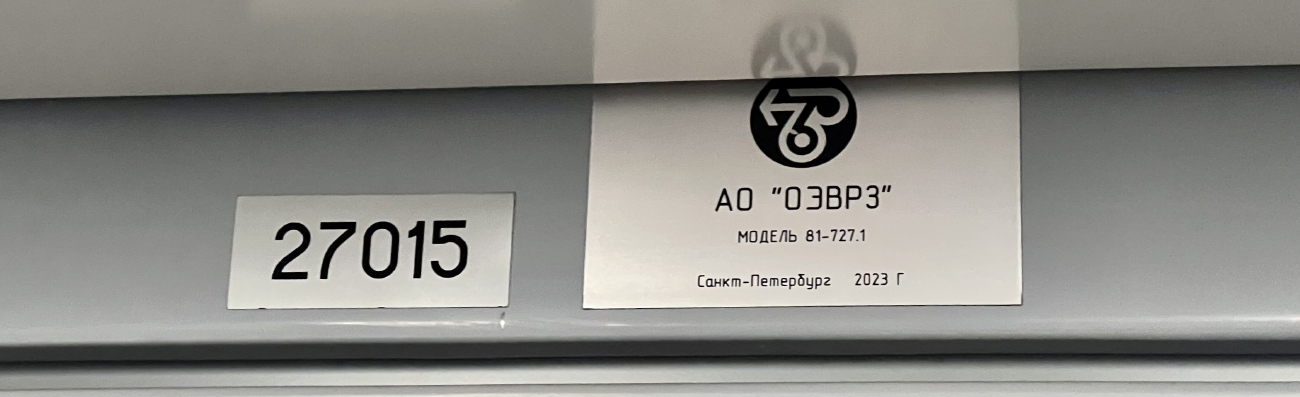 27015
АО "ОЭВРЗ"
МОДЕЛЬ 81-727.1
Санкт-Петербург 2023 Г